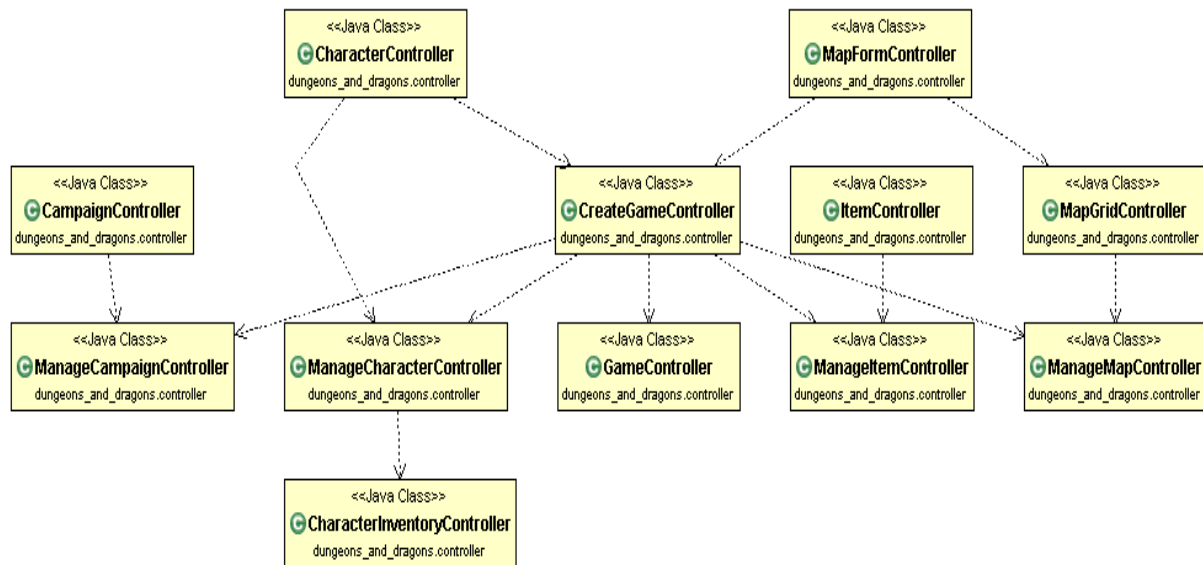 <<Java Class>>
CharacterController
dungeons_and_dragons.controller
<<Java Class>>
MapFormController
dungeons_and_dragons.controller
<<Java Class>>
CampaignController
dungeons_and_dragons.controller
<<Java Class>>
CreateGameController
dungeons_and_dragons.controller
<<Java Class>>
ItemController
dungeons_and_dragons.controller
<<Java Class>>
MapGridController
dungeons_and_dragons.controller
<<Java Class>>
ManageCampaignController
dungeons_and_dragons.controller
<<Java Class>>
ManageCharacterController
dungeons_and_dragons.controller
<<Java Class>>
GameController
dungeons_and_dragons.controller
<<Java Class>>
ManageItemController
dungeons_and_dragons.controller
<<Java Class>>
ManageMapController
dungeons_and_dragons.controller
<<Java Class>>
CharacterInventoryController
dungeons_and_dragons.controller